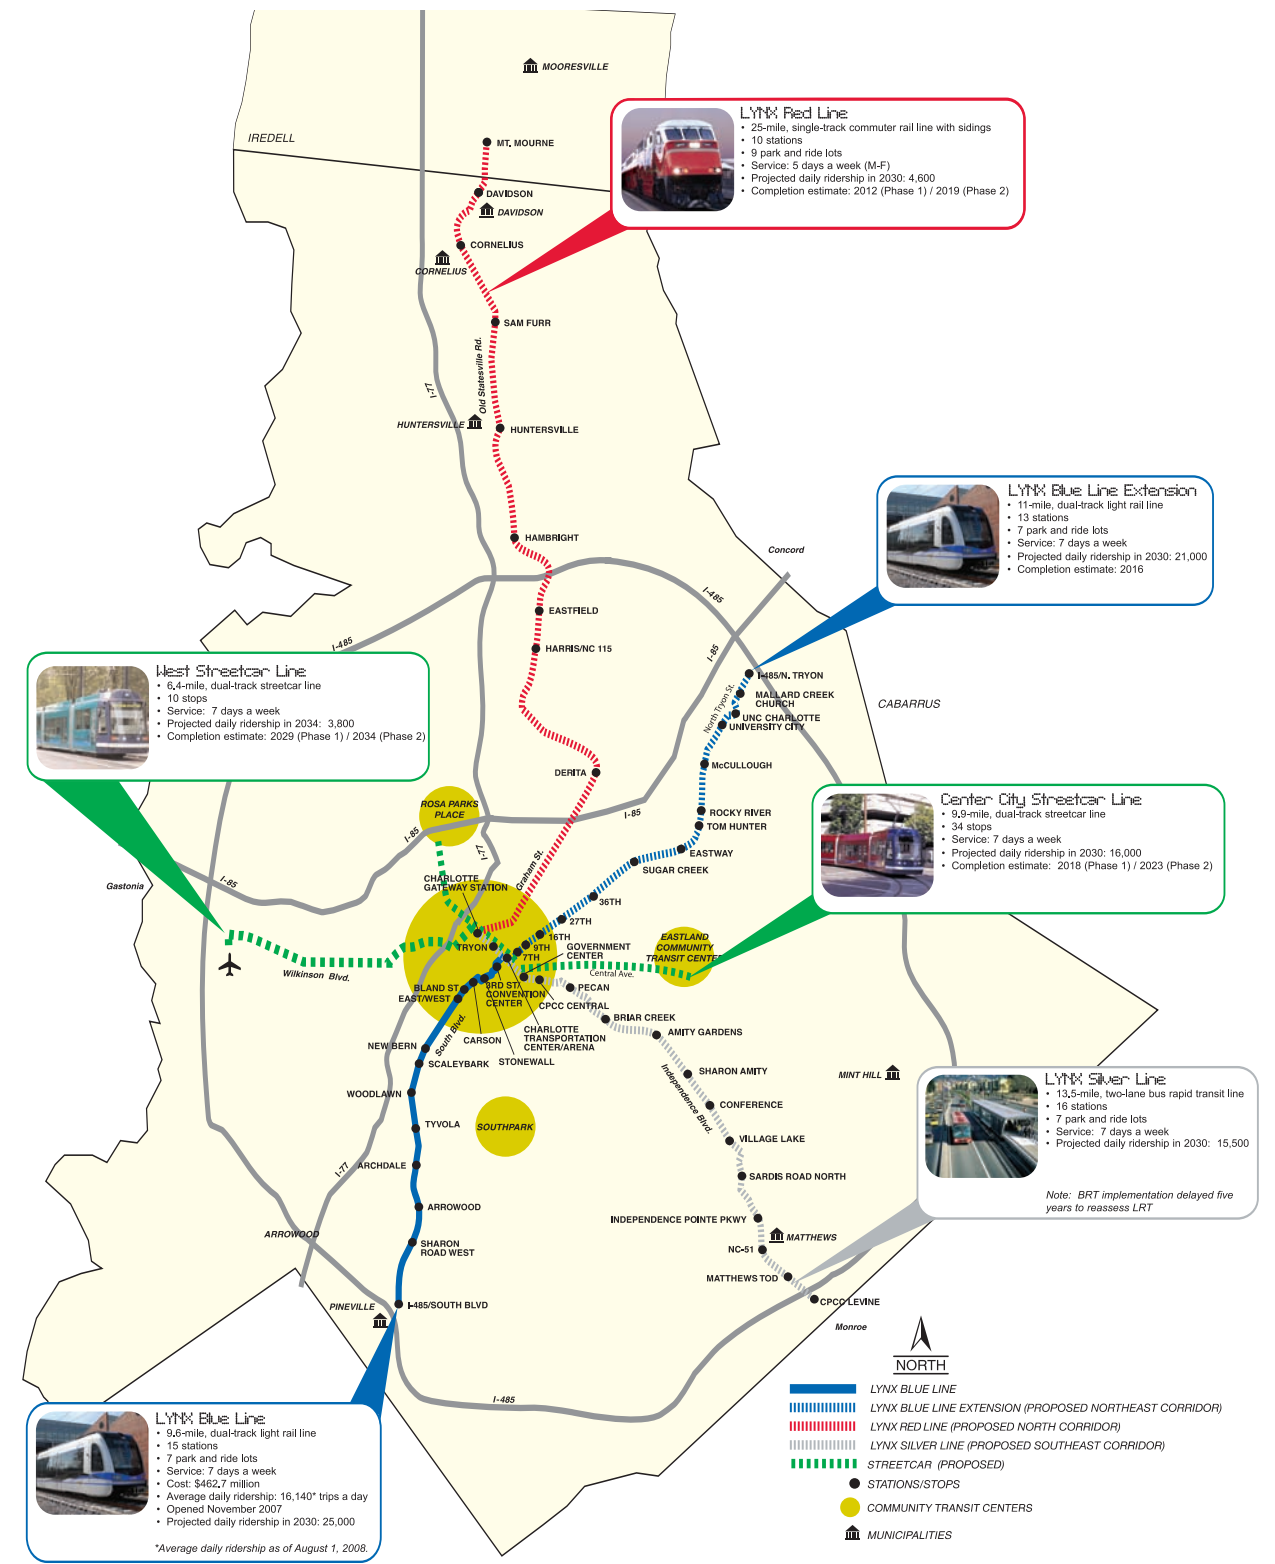 MOORESVILLE
IREDELL
MT. MOURNE
DAVIDSON
DAVIDSON
CORNELIUS
CORNELIUS
SAM FURR
Old Statesville Rd.
I-77
HUNTERSVILLE
HUNTERSVILLE
HAMBRIGHT
EASTFIELD
HARRIS/NC 115
DERITA
LYNX Red Line
• 25-mile, single-track commuter rail line with sidings
• 10 stations
• 9 park and ride lots
• Service: 5 days a week (M-F)
• Projected daily ridership in 2030: 4,600
• Completion estimate: 2012 (Phase 1) / 2019 (Phase 2)
LYNX Blue Line Extension
• 11-mile, dual-track light rail line
• 13 stations
• 7 park and ride lots
• Service: 7 days a week
• Projected daily ridership in 2030: 21,000
• Completion estimate: 2016
Concord
I-485
I-85
I-485
CABARRUS
I-485/N. TRYON
MALLARD CREEK
CHURCH
North Tryon St.
UNC CHARLOTTE
UNIVERSITY CITY
McCULLOUGH
ROCKY RIVER
TOM HUNTER
EASTWAY
SUGAR CREEK
36TH
27TH
16TH
9TH
7TH
West Streetcar Line
• 6.4-mile, dual-track streetcar line
• 10 stops
• Service: 7 days a week
• Projected daily ridership in 2034: 3,800
• Completion estimate: 2029 (Phase 1) / 2034 (Phase 2)
Center City Streetcar Line
• 9.9-mile, dual-track streetcar line
• 34 stops
• Service: 7 days a week
• Projected daily ridership in 2030: 16,000
• Completion estimate: 2018 (Phase 1) / 2023 (Phase 2)
ROSA PARKS
PLACE
I-85
I-85
I-77
Graham St.
Gastonia
I-85
CHARLOTTE
GATEWAY STATION
TRYON
GOVERNMENT
CENTER
EASTLAND
COMMUNITY
TRANSIT CENTER
Central Ave.
Wilkinson Blvd.
BLAND ST
EAST/WEST
3RD ST/
CONVENTION
CENTER
CPCC CENTRAL
PECAN
BRIAR CREEK
AMITY GARDENS
CHARLOTTE
TRANSPORTATION
CENTER/ARENA
CARSON
STONEWALL
South Blvd.
NEW BERN
SCALEYBARK
WOODLAWN
TYVOLA
SOUTHPARK
ARCHDALE
I-77
ARROWOOD
ARROWOOD
SHARON
ROAD WEST
PINEVILLE
I-485/SOUTH BLVD
I-485
Independence Blvd.
SHARON AMITY
CONFERENCE
VILLAGE LAKE
SARDIS ROAD NORTH
INDEPENDENCE POINTE PKWY
MATTHEWS
NC-51
MATTHEWS TOD
CPCC LEVINE
Monroe
MINT HILL
LYNX Silver Line
• 13.5-mile, two-lane bus rapid transit line
• 16 stations
• 7 park and ride lots
• Service: 7 days a week
• Projected daily ridership in 2030: 15,500
Note: BRT implementation delayed five
years to reassess LRT
LYNX Blue Line
• 9.6-mile, dual-track light rail line
• 15 stations
• 7 park and ride lots
• Service: 7 days a week
• Cost: $462.7 million
• Average daily ridership: 16,140* trips a day
• Opened November 2007
• Projected daily ridership in 2030: 25,000
*Average daily ridership as of August 1, 2008.
NORTH
LYNX BLUE LINE
LYNX BLUE LINE EXTENSION (PROPOSED NORTHEAST CORRIDOR)
LYNX RED LINE (PROPOSED NORTH CORRIDOR)
LYNX SILVER LINE (PROPOSED SOUTHEAST CORRIDOR)
STREETCAR (PROPOSED)
STATIONS/STOPS
COMMUNITY TRANSIT CENTERS
MUNICIPALITIES